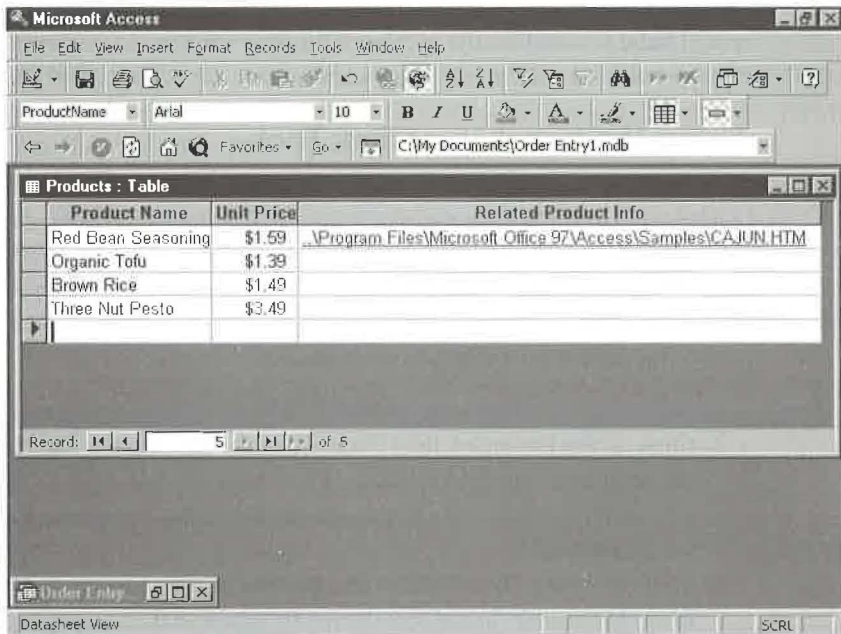 Microsoft Access
File Edit View Insert Format Records Tools Window Help
ProductName Arial 10 B I U
Favorites Go C:\My Documents\Order Entry1.mdb
Products : Table
Product Name Unit Price Related Product Info
Red Bean Seasoning $1.59 ..\Program Files\Microsoft Office 97\Access\Samples\CAJUN.HTM
Organic Tofu $1.39
Brown Rice $1.49
Three Nut Pesto $3.49
Record: 5 of 5
Order Entry
Datasheet View SCRL